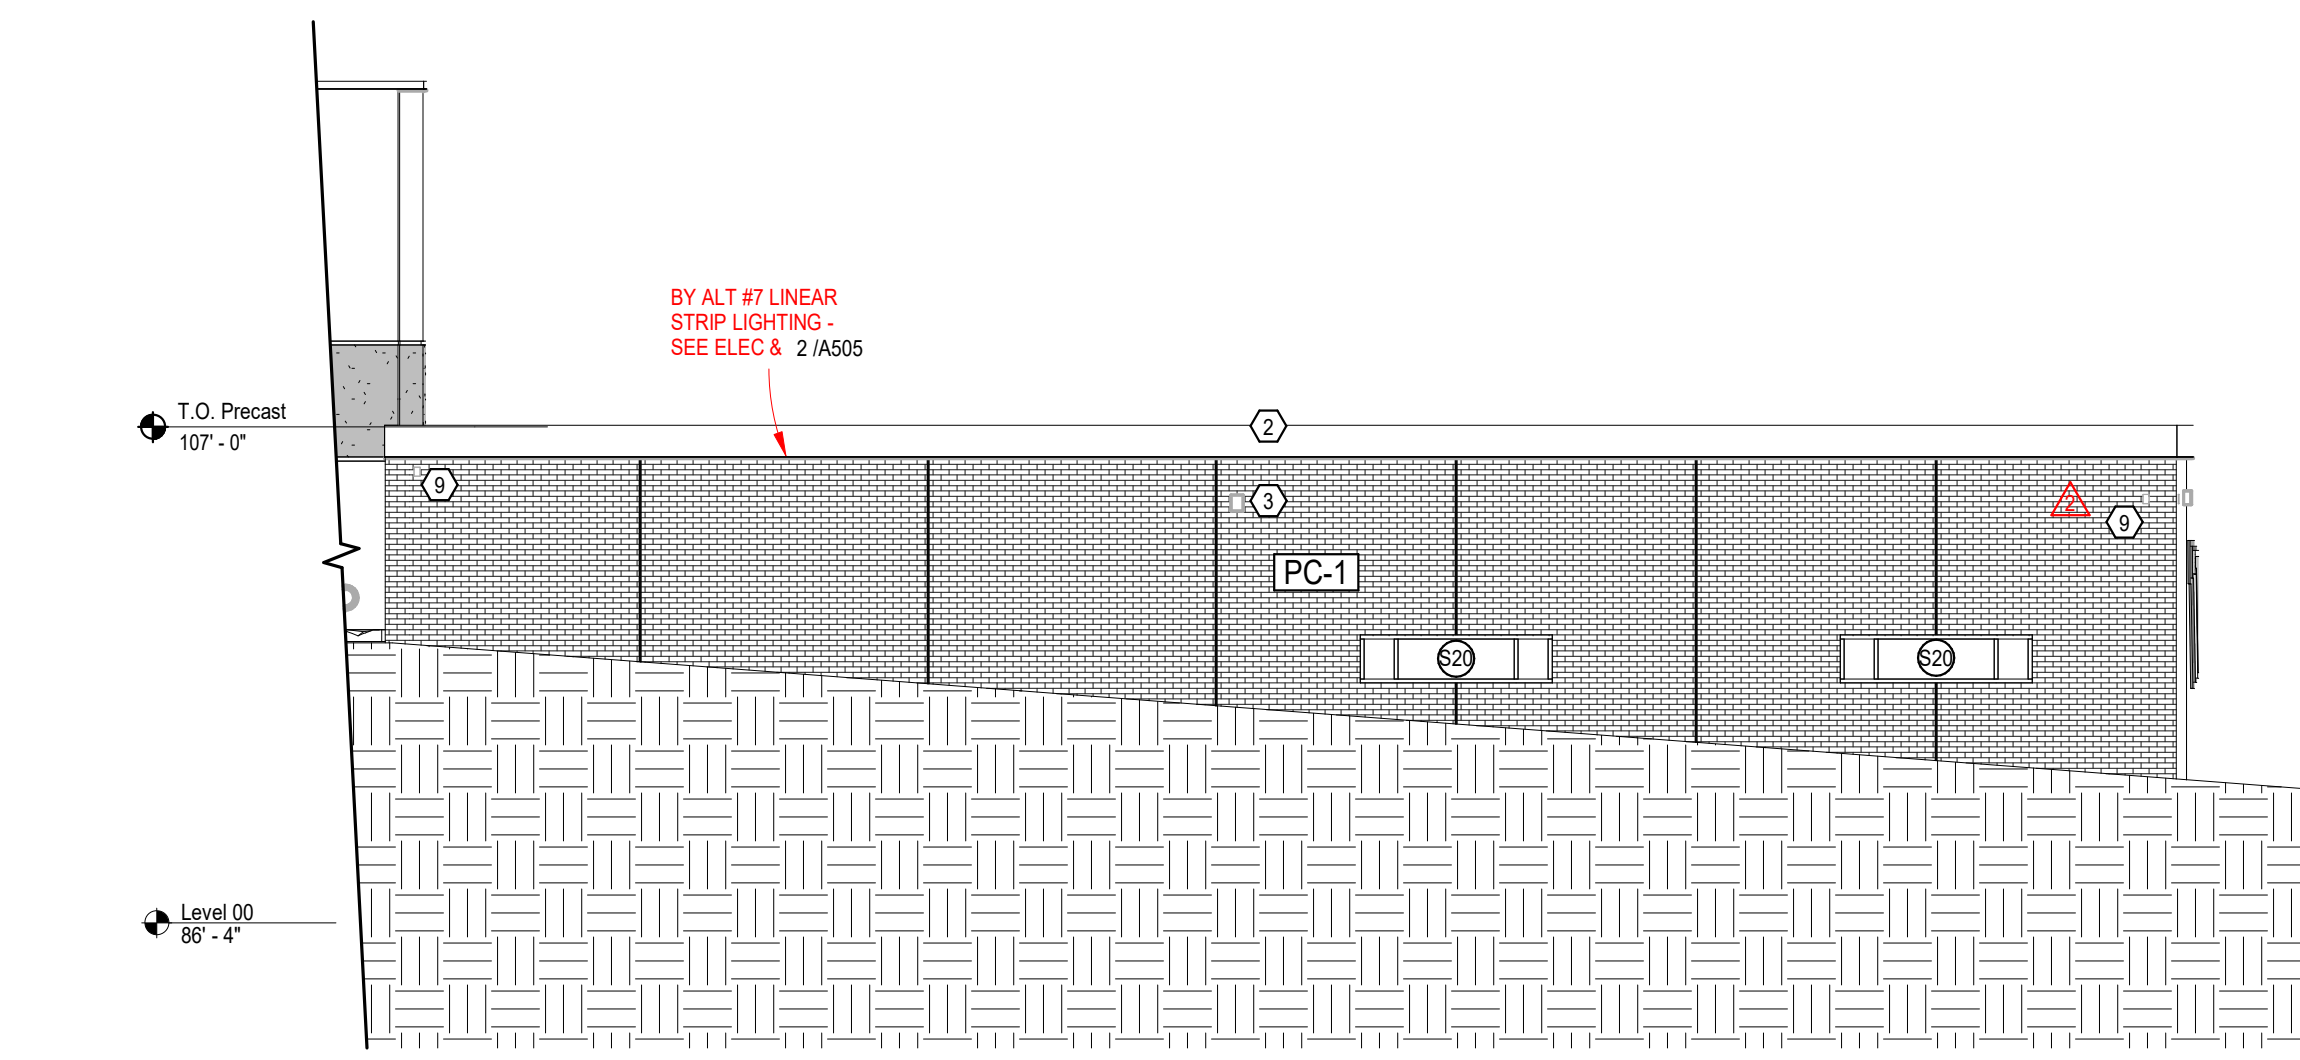 BY ALT #7 LINEAR
STRIP LIGHTING -
SEE ELEC & 2 /A505
T.O. Precast
107' - 0"
2
9
3
2
9
PC-1
S20
S20
Level 00
86' - 4"